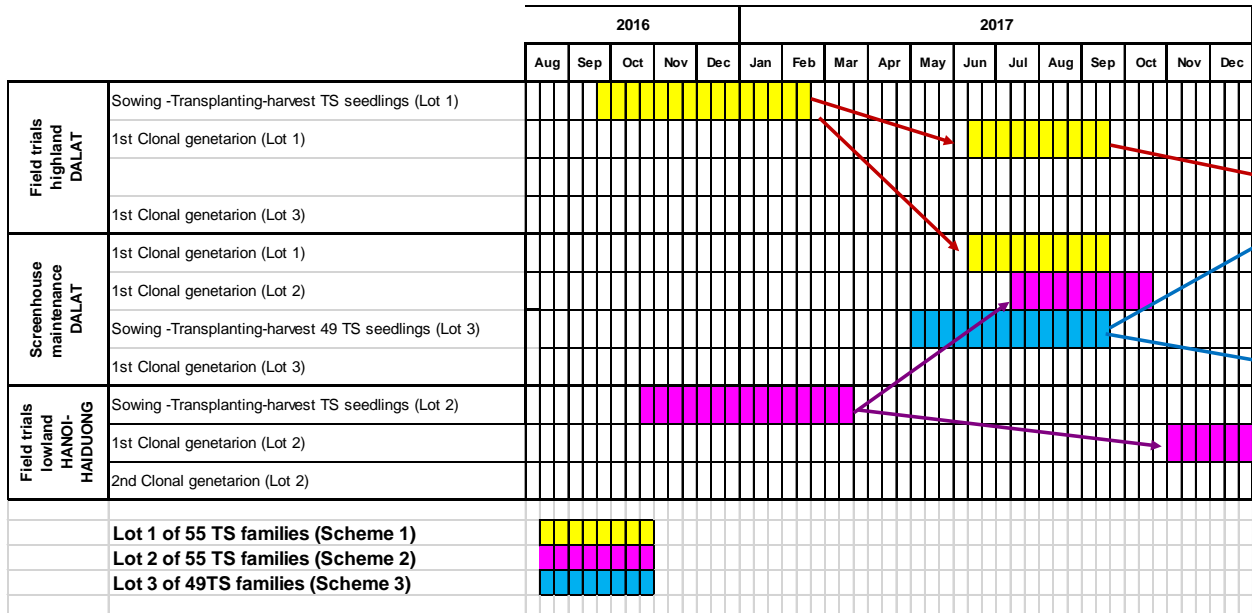 2016 2017
Aug Sep Oct Nov Dec Jan Feb Mar Apr May Jun Jul Aug Sep Oct Nov Dec
Field trials
highland
DALAT
Sowing -Transplanting-harvest TS seedlings (Lot 1)
1st Clonal genetarion (Lot 1)
1st Clonal genetarion (Lot 3)
Screenhouse
maintenance
DALAT
1st Clonal genetarion (Lot 1)
1st Clonal genetarion (Lot 2)
Sowing -Transplanting-harvest 49 TS seedlings (Lot 3)
1st Clonal genetarion (Lot 3)
Field trials
lowland
HANOI-
HAIDUONG
Sowing -Transplanting-harvest TS seedlings (Lot 2)
1st Clonal genetarion (Lot 2)
2nd Clonal genetarion (Lot 2)
Lot 1 of 55 TS families (Scheme 1)
Lot 2 of 55 TS families (Scheme 2)
Lot 3 of 49TS families (Scheme 3)